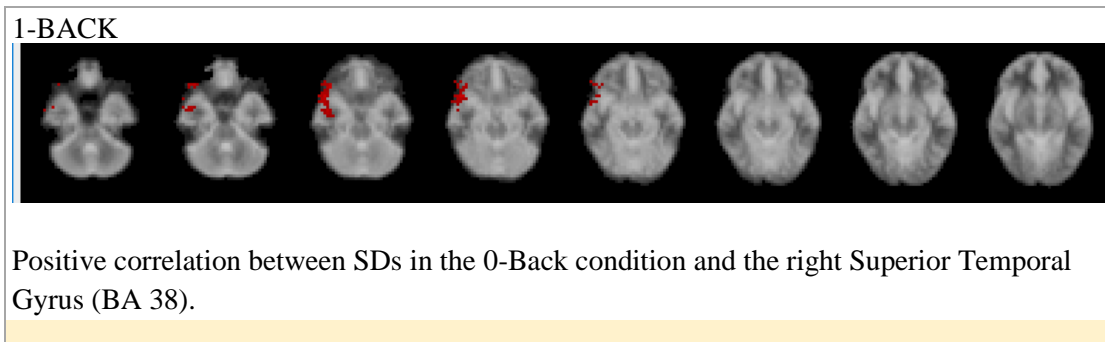 1-BACK
Positive correlation between SDs in the 0-Back condition and the right Superior Temporal
Gyrus (BA 38).